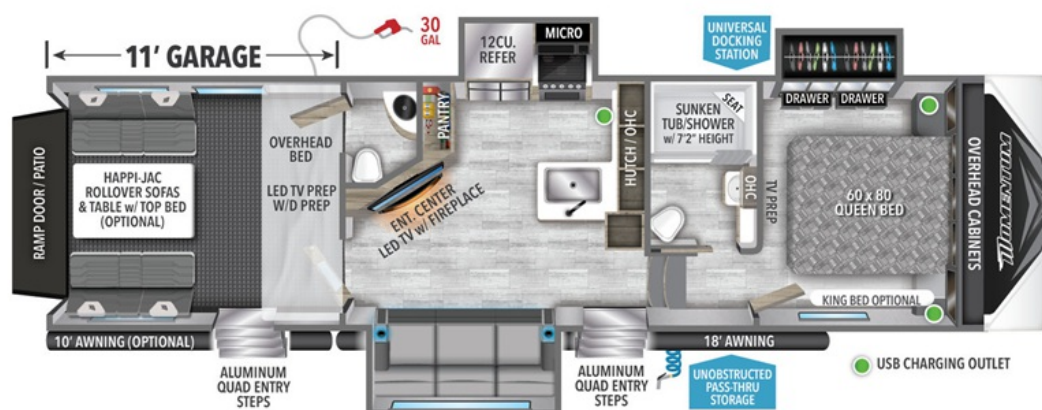 11' GARAGE
30
GAL
12CU.
REFER
MICRO
UNIVERSAL
DOCKING
STATION
DRAWER
DRAWER
RAMP DOOR / PATIO
HAPPI-JAC
ROLLOVER SOFAS
& TABLE w/ TOP BED
(OPTIONAL)
OVERHEAD
BED
LED TV PREP
W/D PREP
PANTRY
ENT. CENTER
LED TV w/ FIREPLACE
HUTCH / OHC
SEAT
SUNKEN
TUB/SHOWER
w/ 7'2" HEIGHT
OHC
TV PREP
60 x 80
QUEEN BED
KING BED OPTIONAL
OVERHEAD CABINETS
MOMENTUM
10' AWNING (OPTIONAL)
ALUMINUM
QUAD ENTRY
STEPS
ALUMINUM
QUAD ENTRY
STEPS
18' AWNING
UNOBSTRUCTED
PASS-THRU
STORAGE
USB CHARGING OUTLET